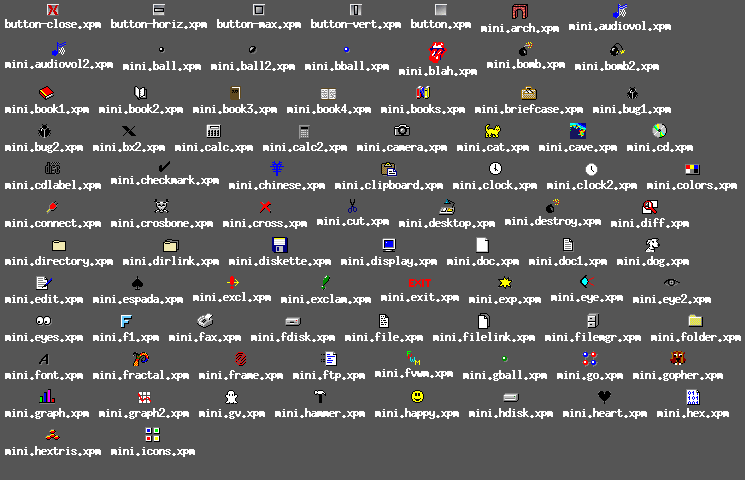 button-close.xpm button-horiz.xpm button-max.xpm button-vert.xpm button.xpm mini.arch.xpm mini.audiovol.xpm
mini.audiovol2.xpm mini.ball.xpm mini.ball2.xpm mini.bball.xpm mini.blah.xpm mini.bomb.xpm mini.bomb2.xpm
mini.book1.xpm mini.book2.xpm mini.book3.xpm mini.book4.xpm mini.books.xpm mini.briefcase.xpm mini.bug1.xpm
mini.bug2.xpm mini.bx2.xpm mini.calc.xpm mini.calc2.xpm mini.camera.xpm mini.cat.xpm mini.cave.xpm mini.cd.xpm
mini.cdlabel.xpm mini.checkmark.xpm mini.chinese.xpm mini.clipboard.xpm mini.clock.xpm mini.clock2.xpm mini.colors.xpm
mini.connect.xpm mini.crosbone.xpm mini.cross.xpm mini.cut.xpm mini.desktop.xpm mini.destroy.xpm mini.diff.xpm
mini.directory.xpm mini.dirlink.xpm mini.diskette.xpm mini.display.xpm mini.doc.xpm mini.doc1.xpm mini.dog.xpm
EXIT
mini.edit.xpm mini.espada.xpm mini.excl.xpm mini.exclam.xpm mini.exit.xpm mini.exp.xpm mini.eye.xpm mini.eye2.xpm
mini.eyes.xpm mini.f1.xpm mini.fax.xpm mini.fdisk.xpm mini.file.xpm mini.filelink.xpm mini.filemgr.xpm mini.folder.xpm
mini.font.xpm mini.fractal.xpm mini.frame.xpm mini.ftp.xpm mini.fvwm.xpm mini.gball.xpm mini.go.xpm mini.gopher.xpm
mini.graph.xpm mini.graph2.xpm mini.gv.xpm mini.hammer.xpm mini.happy.xpm mini.hdisk.xpm mini.heart.xpm mini.hex.xpm
mini.hextris.xpm mini.icons.xpm